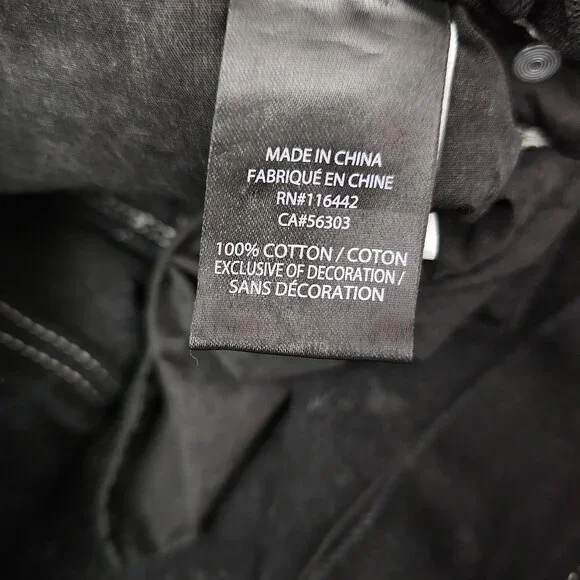 MADE IN CHINA
FABRIQUÉ EN CHINE
RN#116442
CA#56303
100% COTTON / COTON
EXCLUSIVE OF DECORATION /
SANS DÉCORATION